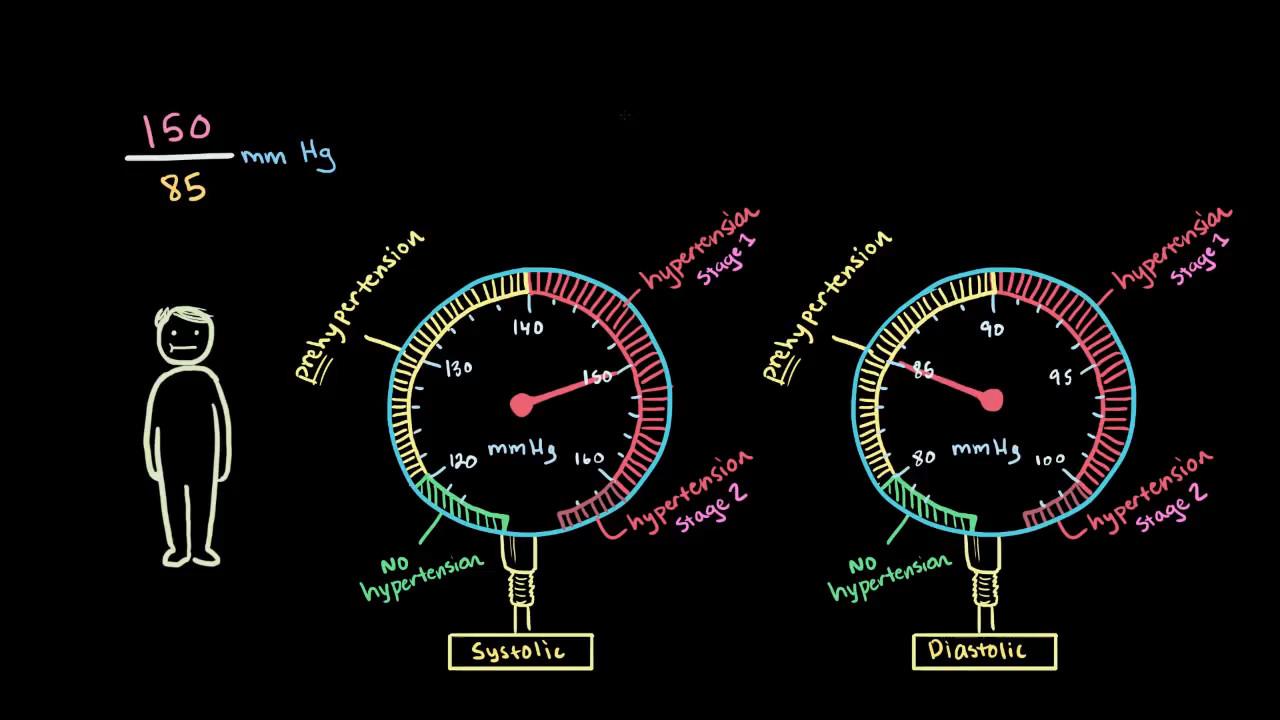 150
85
mm Hg
prehypertension
hypertension
stage 1
140
130
150
mmHg
120
160
hypertension
stage 2
NO
hypertension
Systolic
prehypertension
hypertension
stage 1
90
85
95
mmHg
80
100
hypertension
stage 2
NO
hypertension
Diastolic